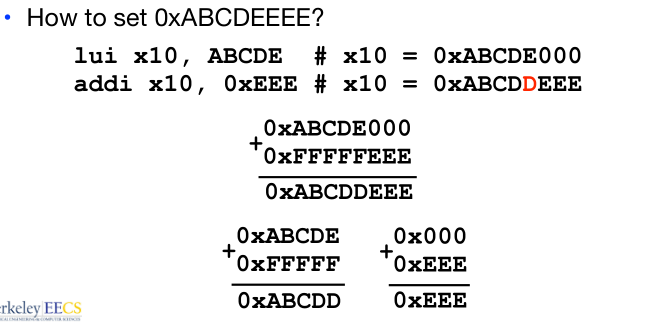 • How to set 0xABCDEEEE?
lui x10, ABCDE # x10 = 0xABCDE000
addi x10, 0xEEE # x10 = 0xABCDDEEE
0xABCDE000
+0xFFFFFEEE
0xABCDDEEE
0xABCDE
+0xFFFFF
0xABCDD
0x000
+0xEEE
0xEEE
erkeley EECS